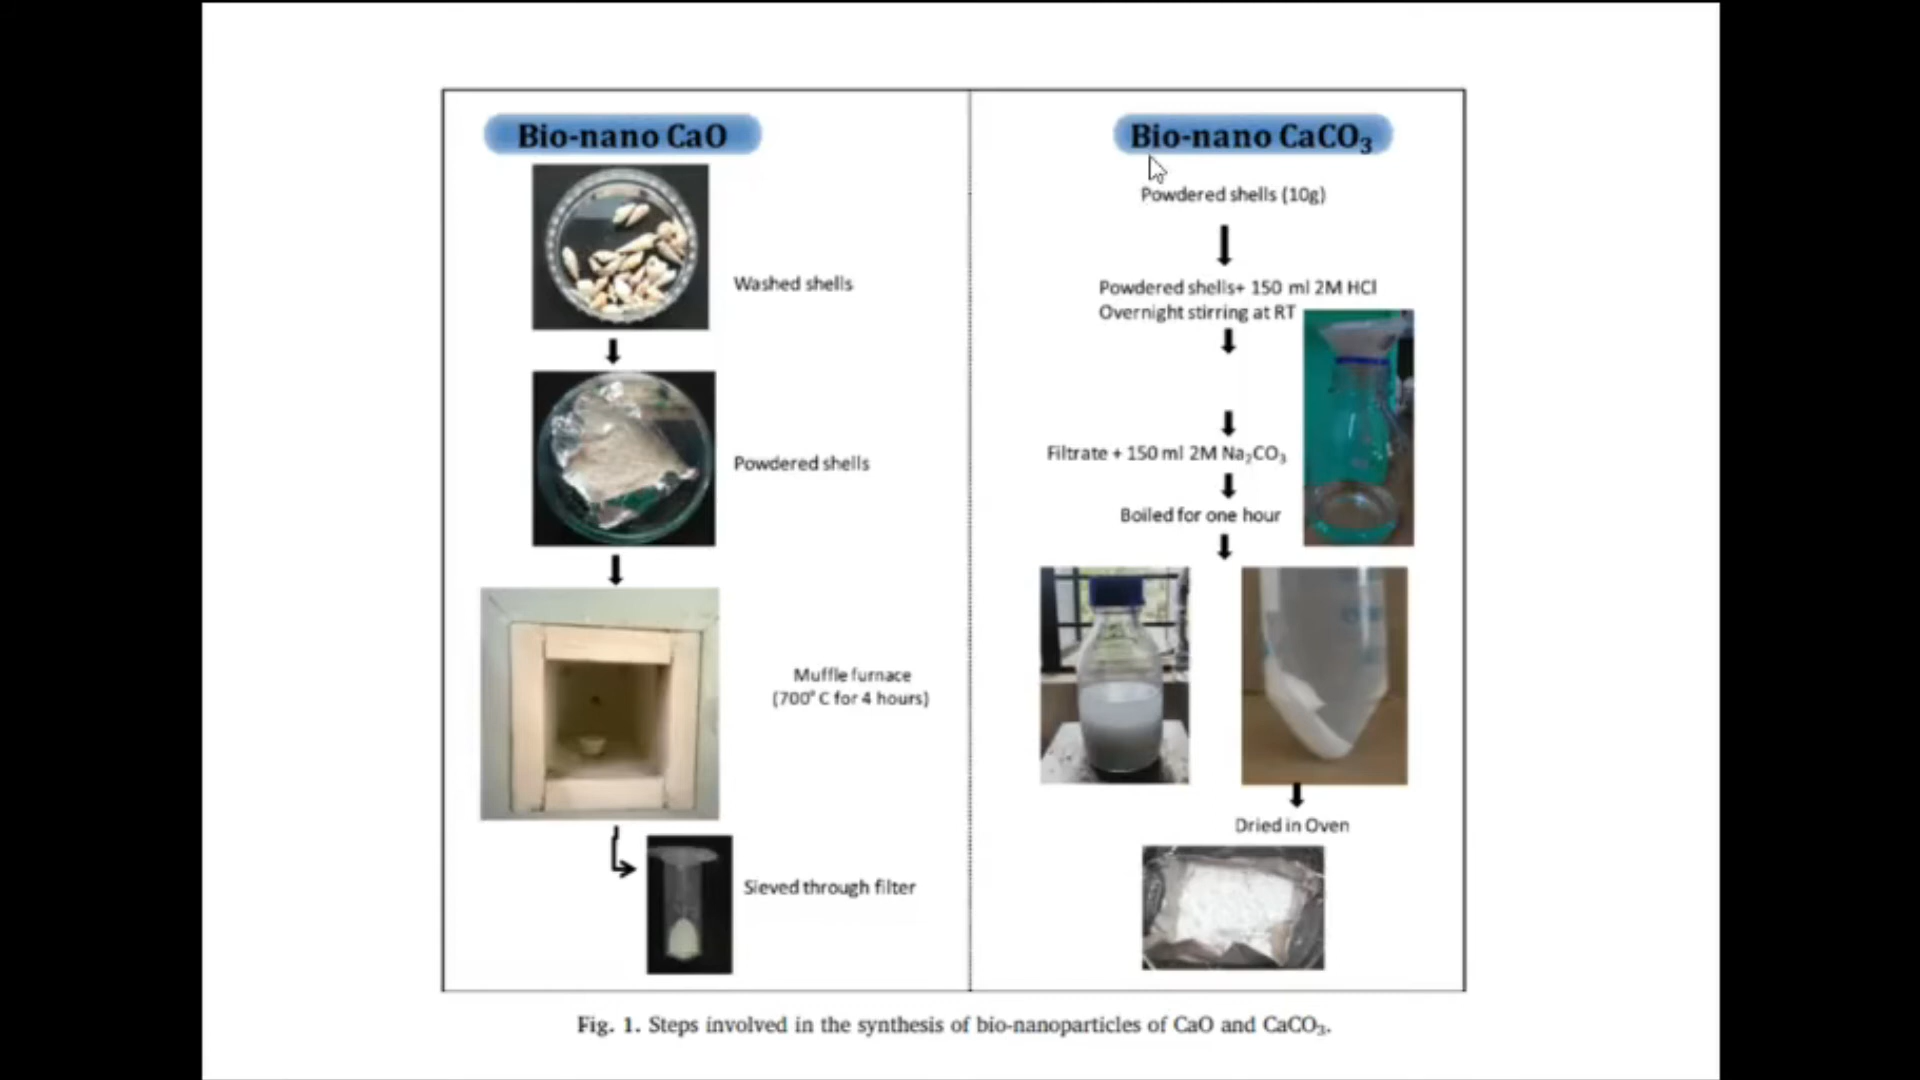 Bio-nano CaO
Washed shells
Powdered shells
Muffle furnace
(700° C for 4 hours)
Sieved through filter
Bio-nano CaCO₃
Powdered shells (10g)
Powdered shells+ 150 ml 2M HCl
Overnight stirring at RT
Filtrate + 150 ml 2M Na₂CO₃
Boiled for one hour
Dried in Oven
Fig. 1. Steps involved in the synthesis of bio-nanoparticles of CaO and CaCO₃.